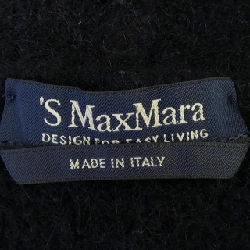 'S MaxMara
DESIGN FOR EASY LIVING
MADE IN ITALY